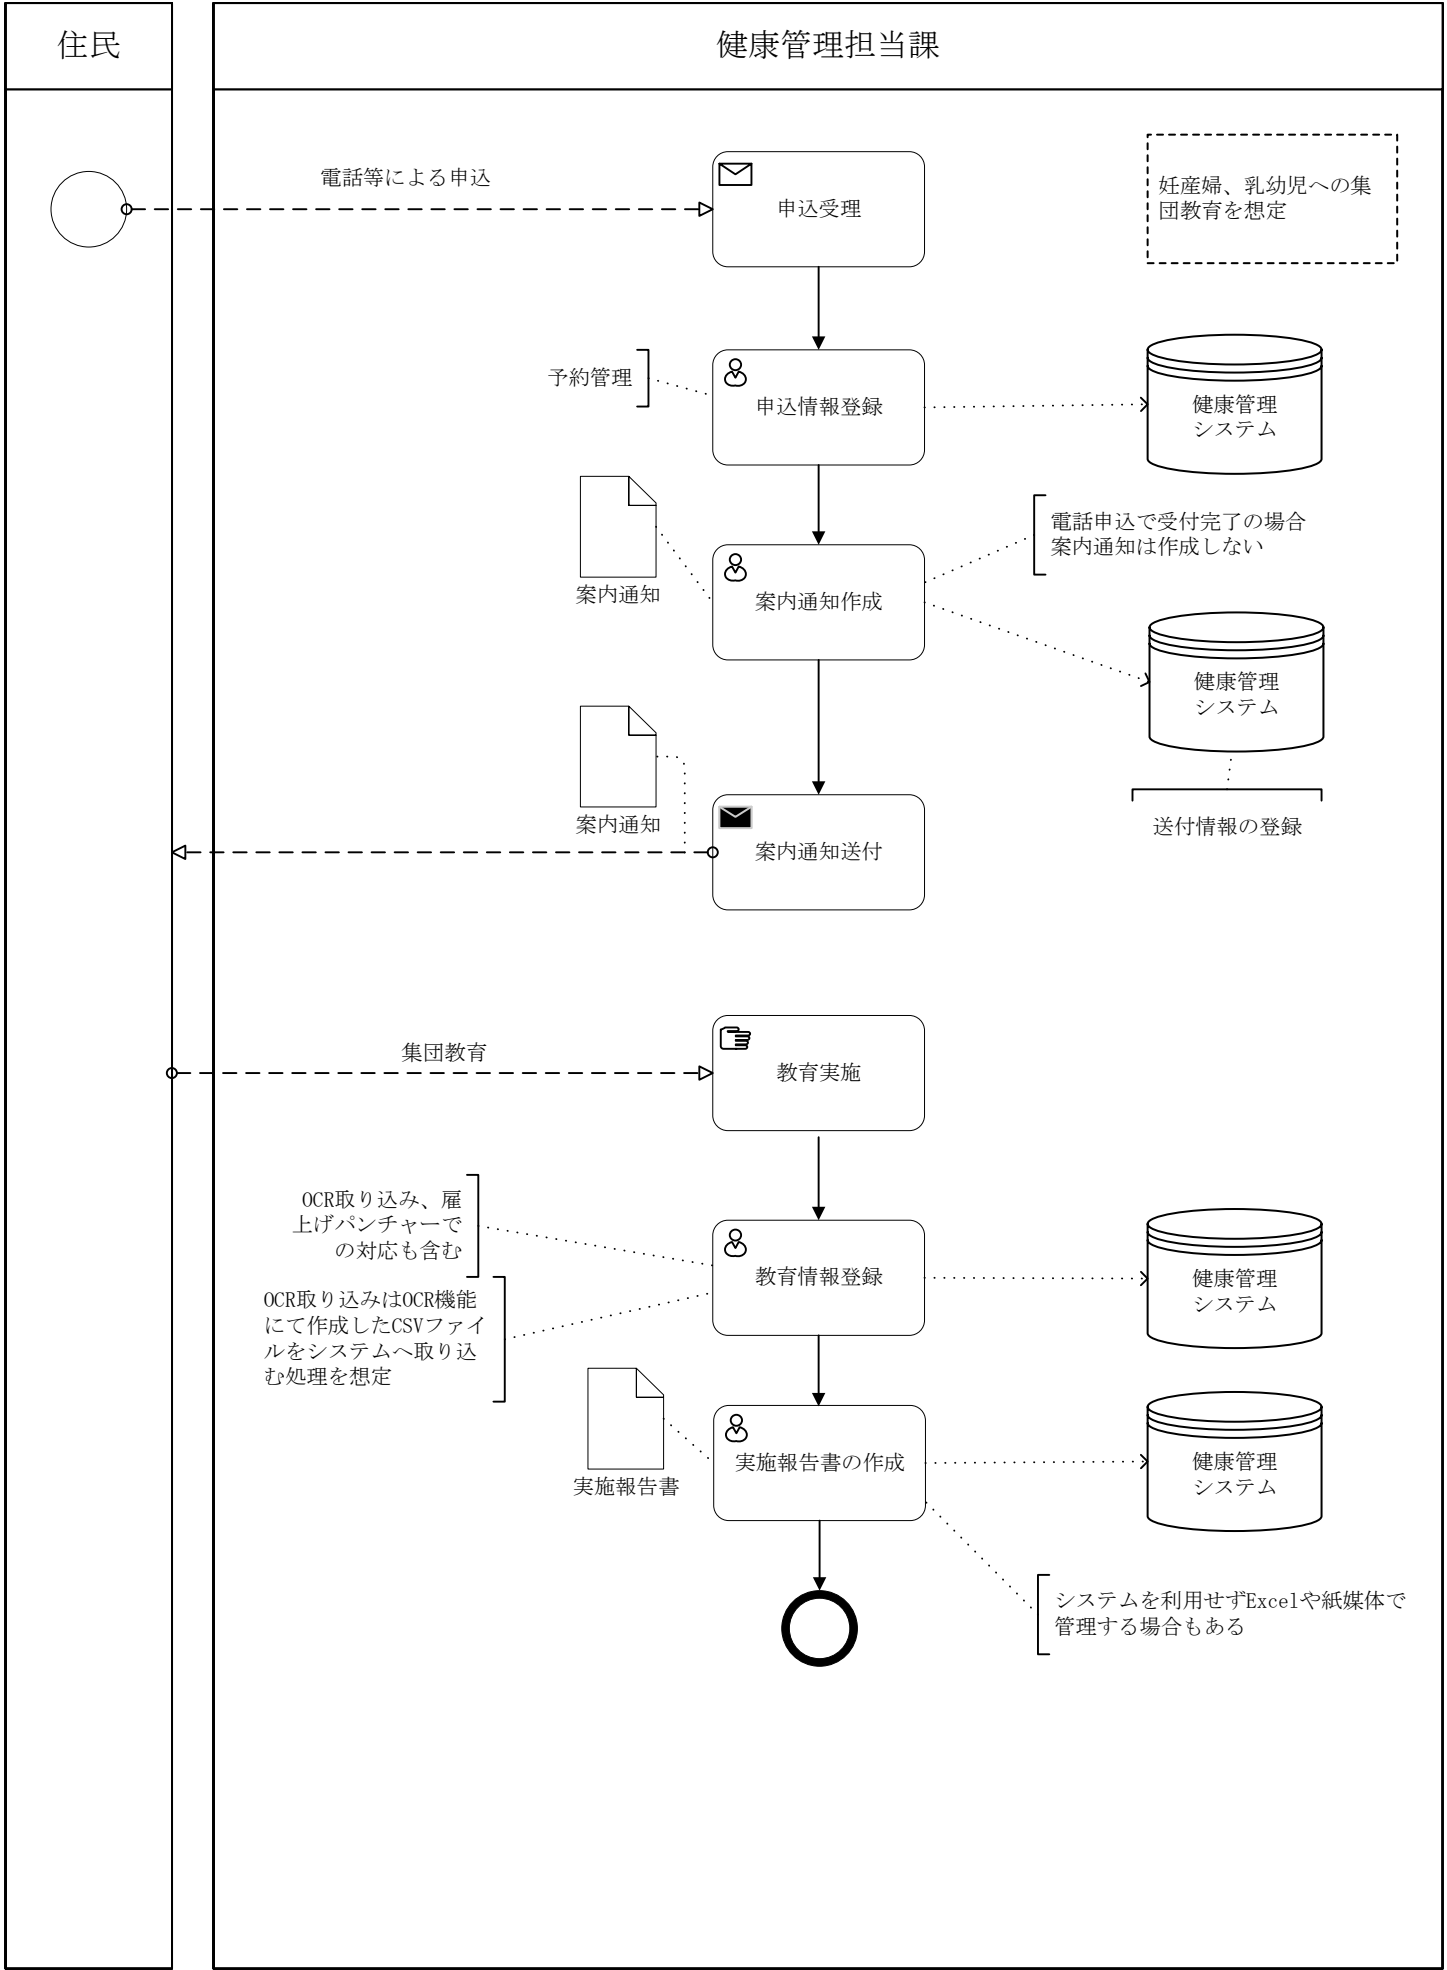 住民
健康管理担当課
電話等による申込
申込受理
妊産婦、乳幼児への集
団教育を想定
予約管理
申込情報登録
健康管理
システム
案内通知
電話申込で受付完了の場合
案内通知は作成しない
案内通知作成
健康管理
システム
送付情報の登録
案内通知
案内通知送付
集団教育
教育実施
OCR取り込み、雇
上げパンチャーで
の対応も含む
OCR取り込みはOCR機能
にて作成したCSVファイ
ルをシステムへ取り込
む処理を想定
教育情報登録
健康管理
システム
実施報告書
実施報告書の作成
健康管理
システム
システムを利用せずExcelや紙媒体で
管理する場合もある